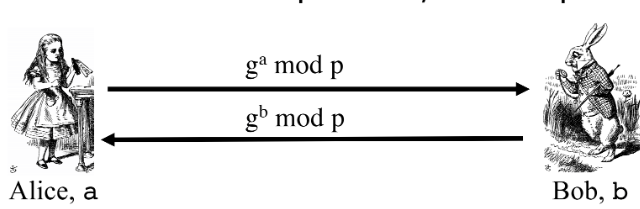 g^a mod p
g^b mod p
Alice, a
Bob, b